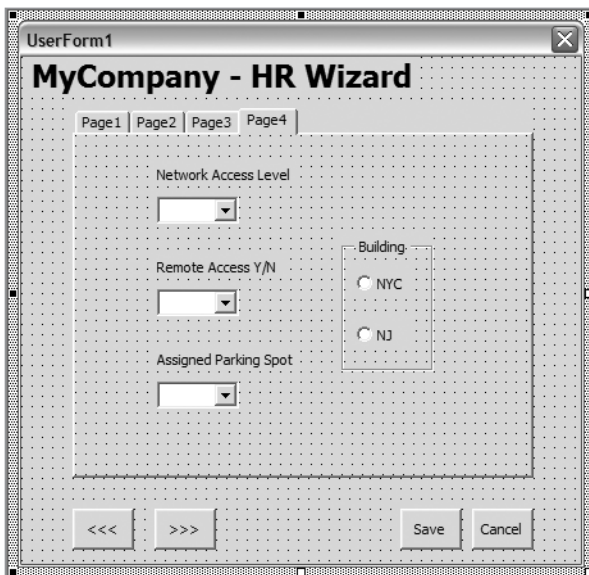 UserForm1
MyCompany - HR Wizard
Page1 Page2 Page3 Page4
Network Access Level
Building
Remote Access Y/N
NYC
NJ
Assigned Parking Spot
<<< >>> Save Cancel